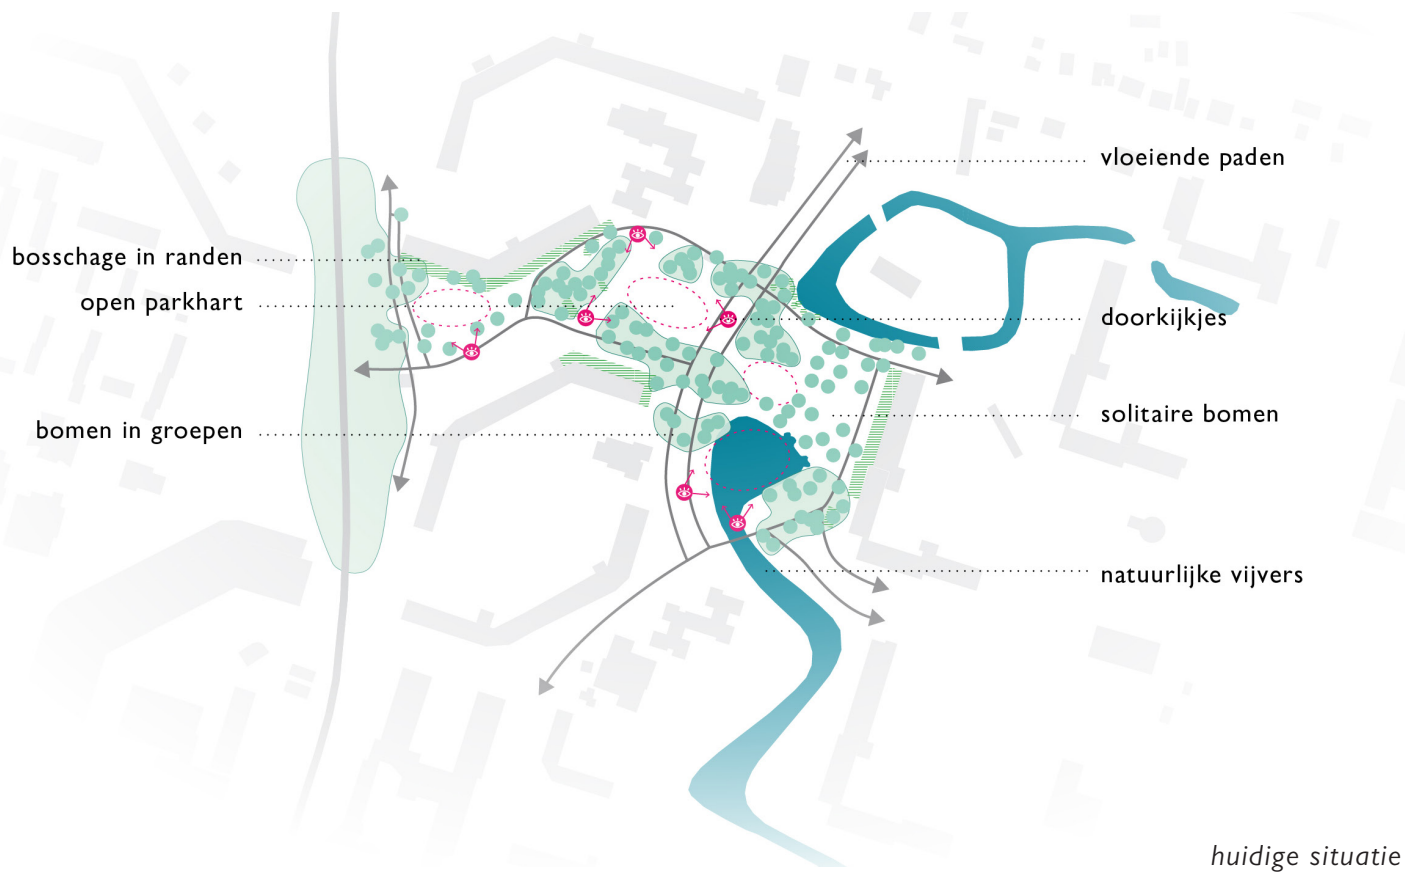 vloeiende paden
bosschage in randen
open parkhart
doorkijkjes
solitaire bomen
bomen in groepen
natuurlijke vijvers
huidige situatie